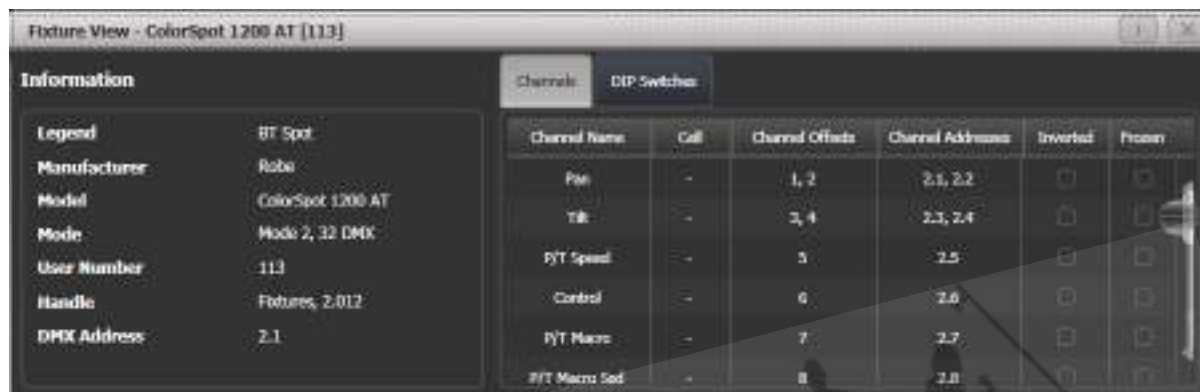 Fixture View - ColorSpot 1200 AT [113]
Information
Channels DIP Switches
Legend BT Spot
Manufacturer Robe
Model ColorSpot 1200 AT
Mode Mode 2, 32 DMX
User Number 113
Handle Fixtures, 2.012
DMX Address 2.1
Channel Name Cell Channel Offsets Channel Addresses Inverted Frozen
Pan - 1, 2 2.1, 2.2
Tilt - 3, 4 2.3, 2.4
P/T Speed - 5 2.5
Control - 6 2.6
P/T Macro - 7 2.7
P/T Macro Spd - 8 2.8